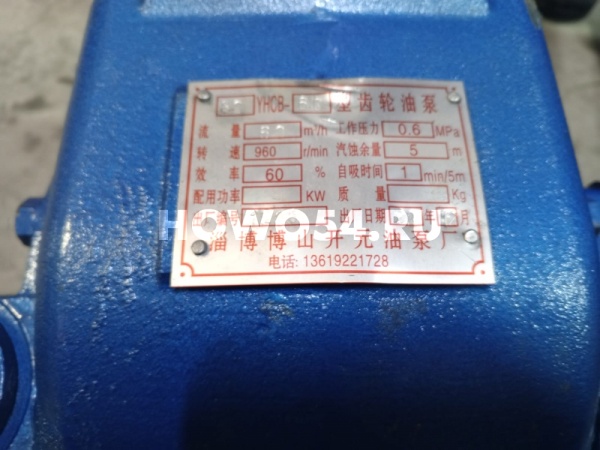 YHCB- 型齿轮油泵
流量 m³/h 工作压力 0.6 MPa
转速 960 r/min 汽蚀余量 5 m
效率 60 % 自吸时间 1 min/5m
配用功率 KW 质量 Kg
出厂日期 年 月
HOWO54.RU
淄博博山开元油泵厂
电话: 13619221728